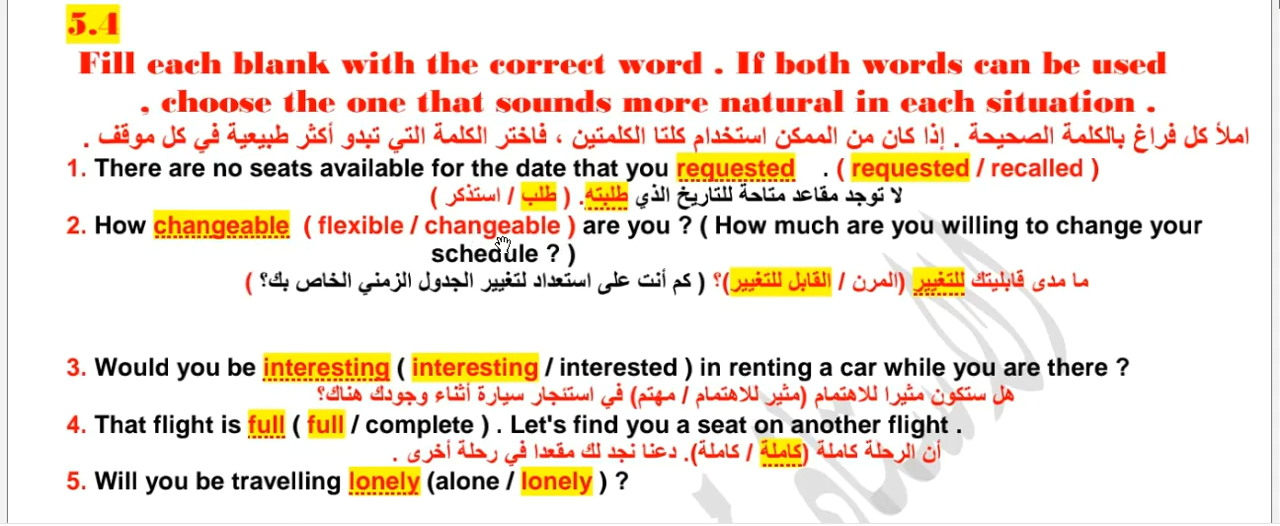 5.4
Fill each blank with the correct word . If both words can be used
, choose the one that sounds more natural in each situation .
املأ كل فراغ بالكلمة الصحيحة . إذا كان من الممكن استخدام كلتا الكلمتين ، فاختر الكلمة التي تبدو أكثر طبيعية في كل موقف .
1. There are no seats available for the date that you requested . ( requested / recalled )
لا توجد مقاعد متاحة للتاريخ الذي طلبته. ( طلب / استذكر )
2. How changeable ( flexible / changeable ) are you ? ( How much are you willing to change your
schedule ? )
ما مدى قابليتك للتغيير (المرن / القابل للتغيير)؟ ( كم أنت على استعداد لتغيير الجدول الزمني الخاص بك؟ )
3. Would you be interesting ( interesting / interested ) in renting a car while you are there ?
هل ستكون مثيرا للاهتمام (مثير للاهتمام / مهتم) في استئجار سيارة أثناء وجودك هناك؟
4. That flight is full ( full / complete ) . Let's find you a seat on another flight .
أن الرحلة كاملة (كاملة / كاملة). دعنا نجد لك مقعدا في رحلة أخرى .
5. Will you be travelling lonely (alone / lonely ) ?